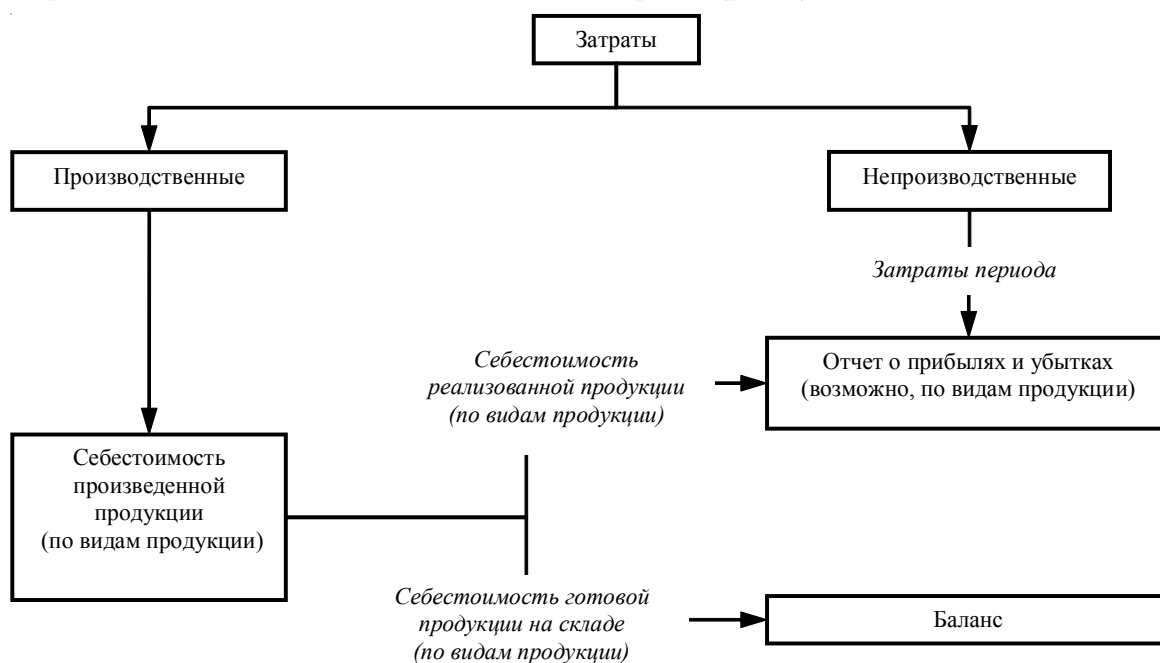 Затраты
Производственные
Непроизводственные
Затраты периода
Себестоимость
реализованной продукции
(по видам продукции)
Отчет о прибылях и убытках
(возможно, по видам продукции)
Себестоимость
произведенной
продукции
(по видам продукции)
Себестоимость готовой
продукции на складе
(по видам продукции)
Баланс